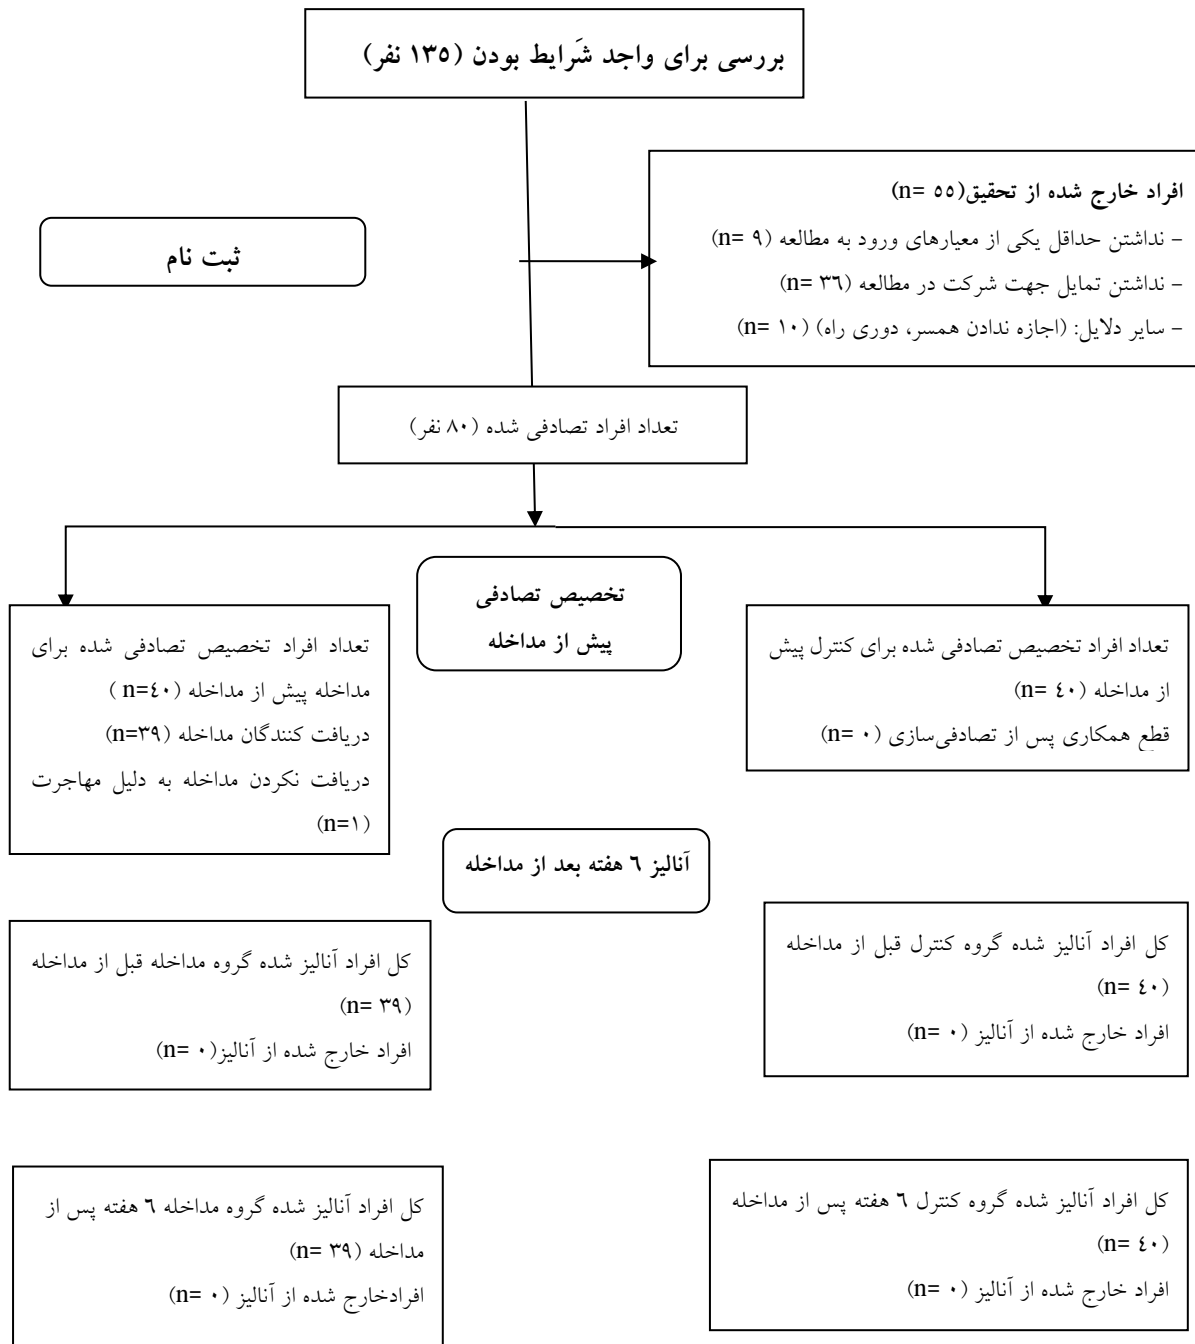 بررسی برای واجد شَرایط بودن (۱۳۵ نفر)
افراد خارج شده از تحقیق(n= ۵۵)
- نداشتن حداقل یکی از معیارهای ورود به مطالعه (n= ۹)
- نداشتن تمایل جهت شرکت در مطالعه (n= ۳٦)
- سایر دلایل: (اجازه ندادن همسر، دوری راه) (n= ۱۰)
ثبت نام
تعداد افراد تصادفی شده (۸۰ نفر)
تخصیص تصادفی
پیش از مداخله
تعداد افراد تخصیص تصادفی شده برای کنترل پیش
از مداخله (n= ٤۰)
قطع همکاری پس از تصادفی‌سازی (n= ۰)
تعداد افراد تخصیص تصادفی شده برای
مداخله پیش از مداخله (n=٤۰ )
دریافت کنندگان مداخله (n=۳۹)
دریافت نکردن مداخله به دلیل مهاجرت
(n=۱)
آنالیز ٦ هفته بعد از مداخله
کل افراد آنالیز شده گروه کنترل قبل از مداخله
(n= ٤۰)
افراد خارج شده از آنالیز (n= ۰)
کل افراد آنالیز شده گروه مداخله قبل از مداخله
(n= ۳۹)
افراد خارج شده از آنالیز(n= ۰)
کل افراد آنالیز شده گروه کنترل ٦ هفته پس از مداخله
(n= ٤۰)
افراد خارج شده از آنالیز (n= ۰)
کل افراد آنالیز شده گروه مداخله ٦ هفته پس از
مداخله (n= ۳۹)
افرادخارج شده از آنالیز (n= ۰)